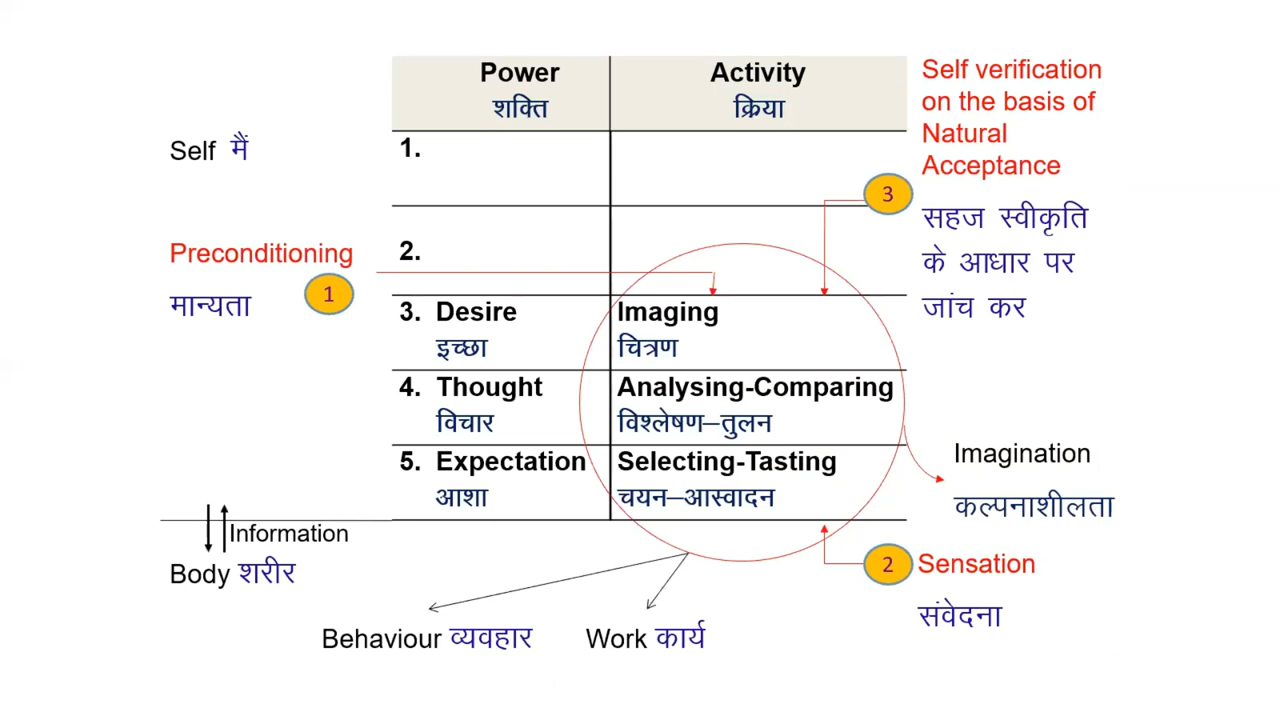 Power
शक्ति
Activity
क्रिया
Self verification
on the basis of
Natural
Acceptance
3
सहज स्वीकृति
के आधार पर
जांच कर
Self मैं
1.
Preconditioning
मान्यता
1
2.
3. Desire
इच्छा
Imaging
चित्रण
4. Thought
विचार
Analysing-Comparing
विश्लेषण–तुलन
5. Expectation
आशा
Selecting-Tasting
चयन–आस्वादन
Imagination
कल्पनाशीलता
Information
Body शरीर
2
Sensation
संवेदना
Behaviour व्यवहार
Work कार्य